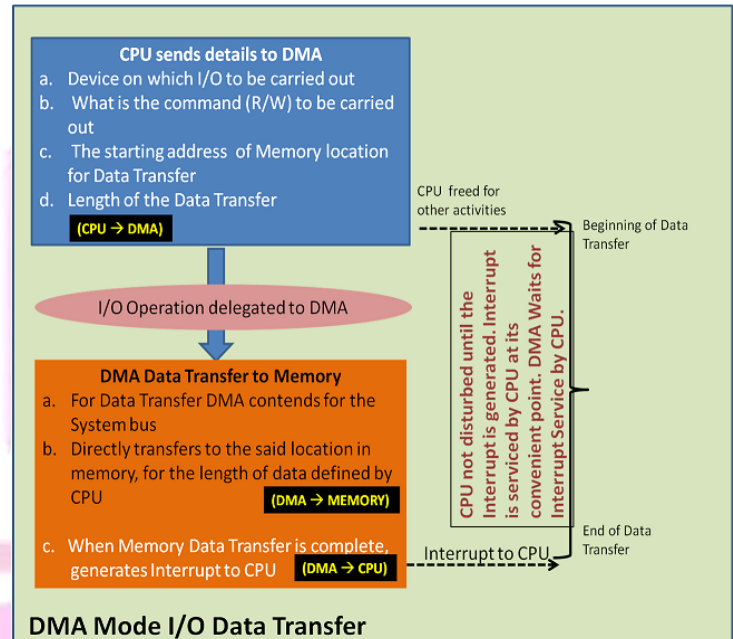 CPU sends details to DMA
a. Device on which I/O to be carried out
b. What is the command (R/W) to be carried
out
c. The starting address of Memory location
for Data Transfer
d. Length of the Data Transfer
(CPU → DMA)
CPU freed for
other activities
Beginning of Data
Transfer
I/O Operation delegated to DMA
CPU not disturbed until the
Interrupt is generated. Interrupt
is serviced by CPU at its
convenient point. DMA Waits for
Interrupt Service by CPU.
DMA Data Transfer to Memory
a. For Data Transfer DMA contends for the
System bus
b. Directly transfers to the said location in
memory, for the length of data defined by
CPU
(DMA → MEMORY)
c. When Memory Data Transfer is complete,
generates Interrupt to CPU
(DMA → CPU)
Interrupt to CPU
End of Data
Transfer
DMA Mode I/O Data Transfer